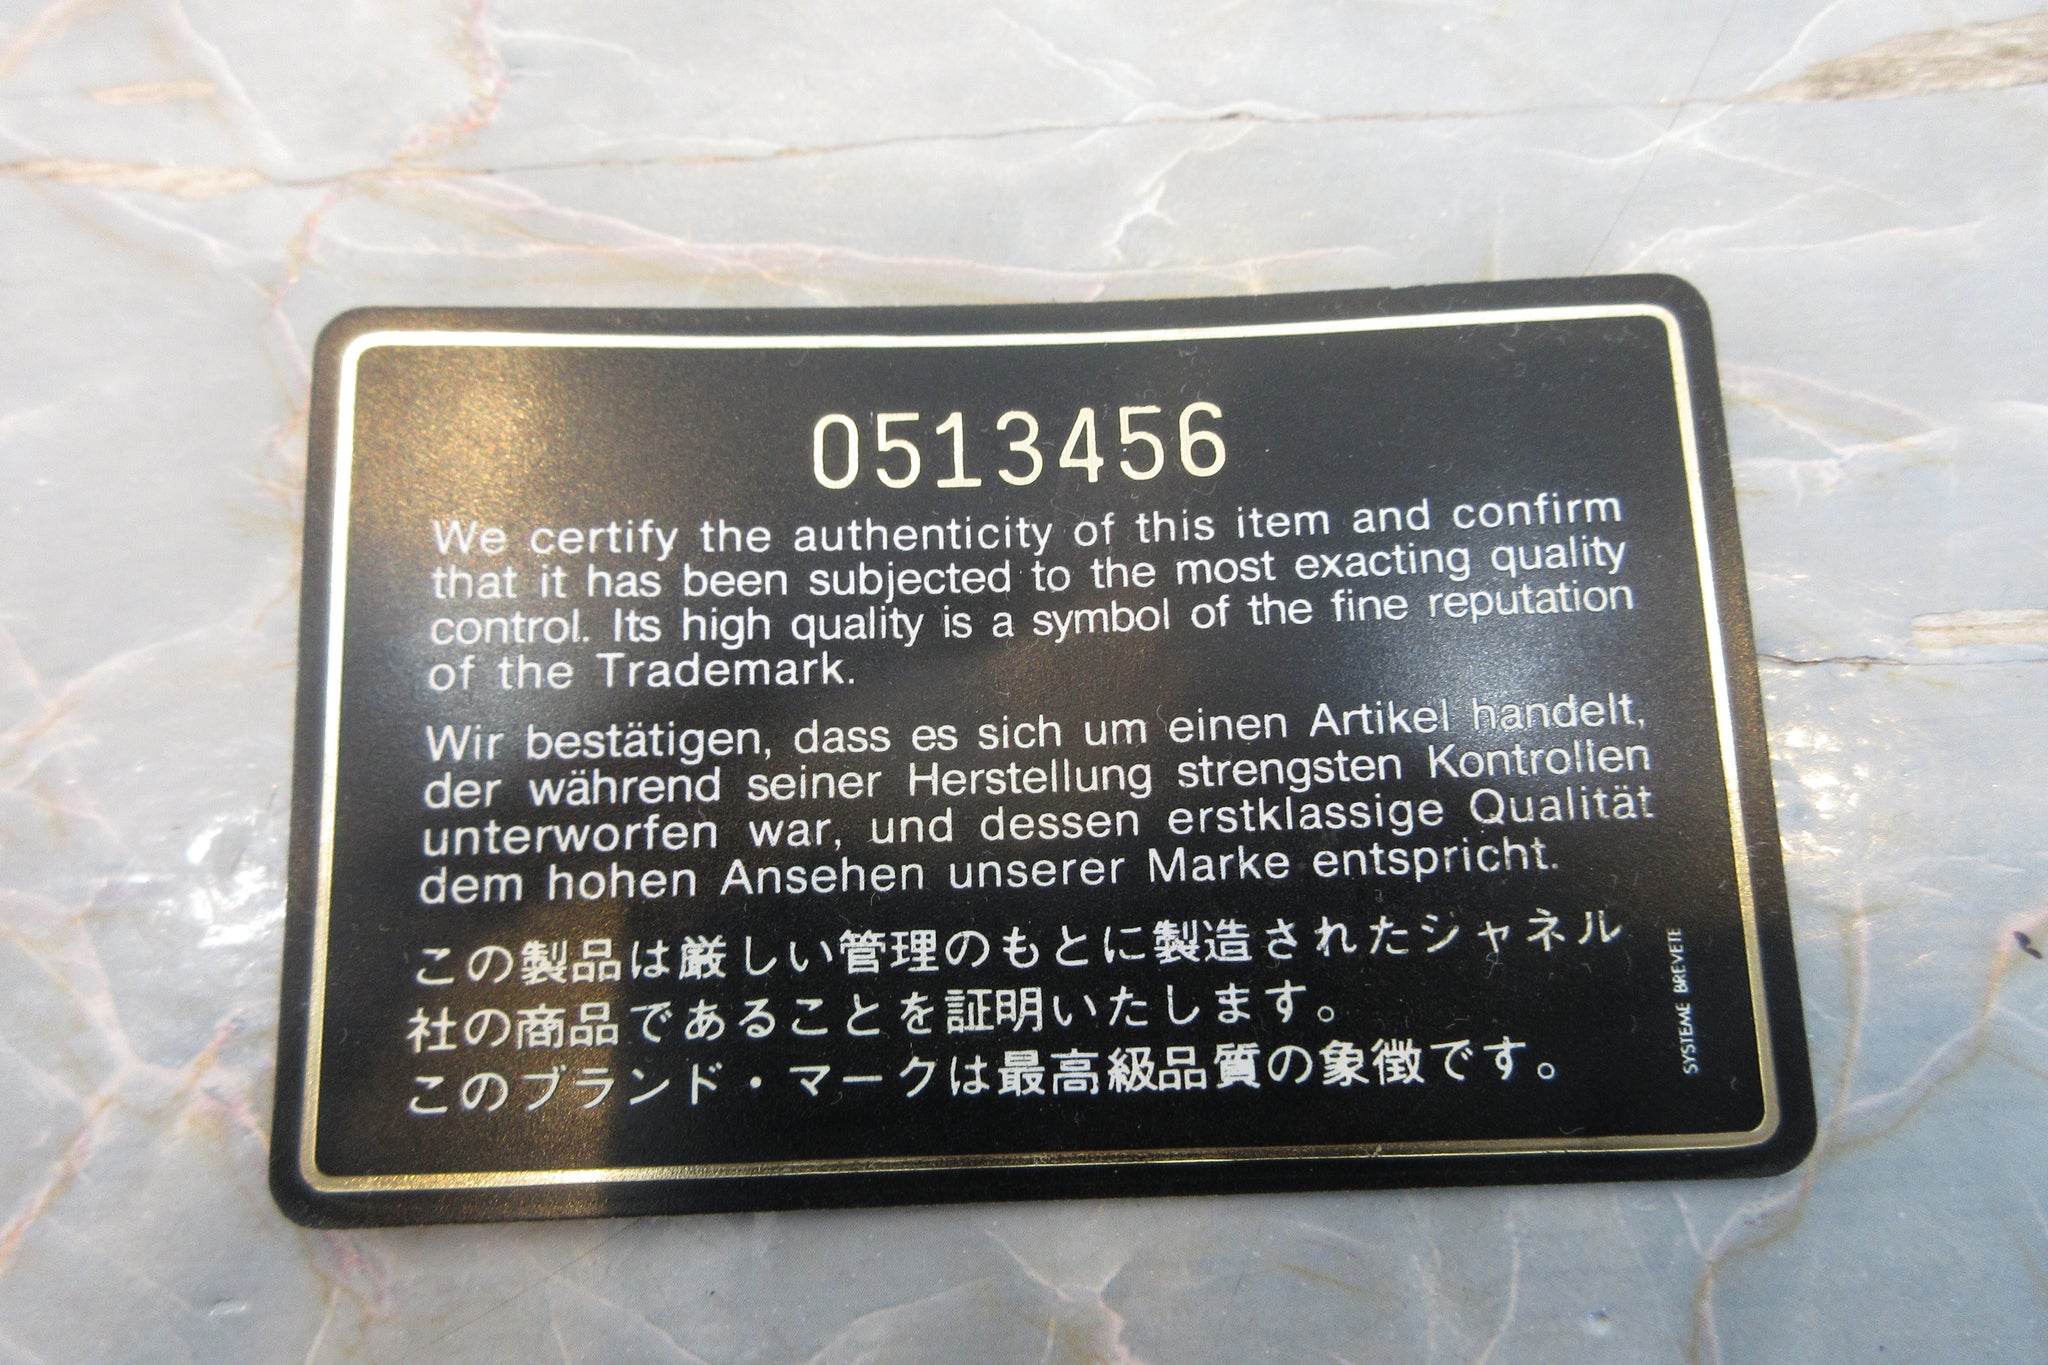 0513456
We certify the authenticity of this item and confirm
that it has been subjected to the most exacting quality
control. Its high quality is a symbol of the fine reputation
of the Trademark.
Wir bestätigen, dass es sich um einen Artikel handelt,
der während seiner Herstellung strengsten Kontrollen
unterworfen war, und dessen erstklassige Qualität
dem hohen Ansehen unserer Marke entspricht.
この製品は厳しい管理のもとに製造されたシャネル
社の商品であることを証明いたします。
このブランド・マークは最高級品質の象徴です。
SYSTEME BREVETE